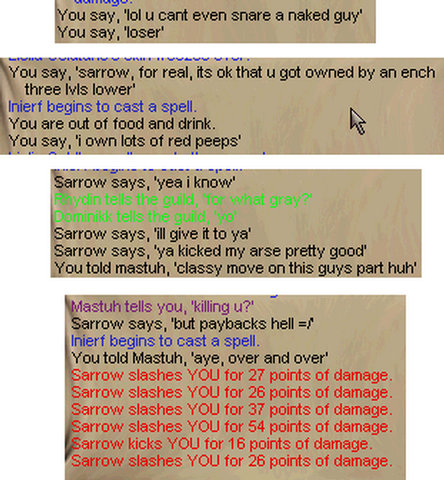 damage.
You say, 'lol u cant even snare a naked guy'
You say, 'loser'
You say, 'sarrow, for real, its ok that u got owned by an ench
three lvls lower'
Inierf begins to cast a spell.
You are out of food and drink.
You say, 'i own lots of red peeps'
Sarrow says, 'yea i know'
Rhydin tells the guild, 'for what gray?'
Dominikk tells the guild, 'yo'
Sarrow says, 'ill give it to ya'
Sarrow says, 'ya kicked my arse pretty good'
You told mastuh, 'classy move on this guys part huh'
Mastuh tells you, 'killing u?'
Sarrow says, 'but paybacks hell =/'
Inierf begins to cast a spell.
You told Mastuh, 'aye, over and over'
Sarrow slashes YOU for 27 points of damage.
Sarrow slashes YOU for 26 points of damage.
Sarrow slashes YOU for 37 points of damage.
Sarrow slashes YOU for 54 points of damage.
Sarrow kicks YOU for 16 points of damage.
Sarrow slashes YOU for 26 points of damage.